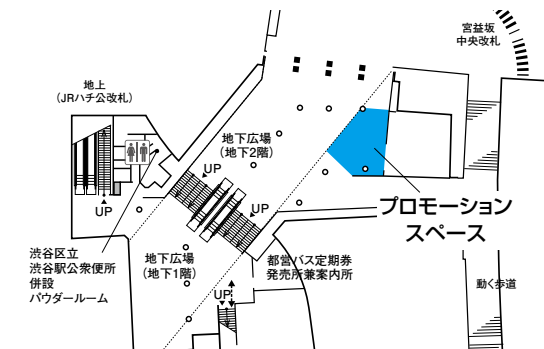 宮益坂
中央改札
地上
（JRハチ公改札）
地下広場
（地下2階）
UP
UP
UP
プロモーション
スペース
渋谷区立
渋谷駅公衆便所
併設
パウダールーム
地下広場
（地下1階）
都営バス定期券
発売所兼案内所
動く歩道
UP